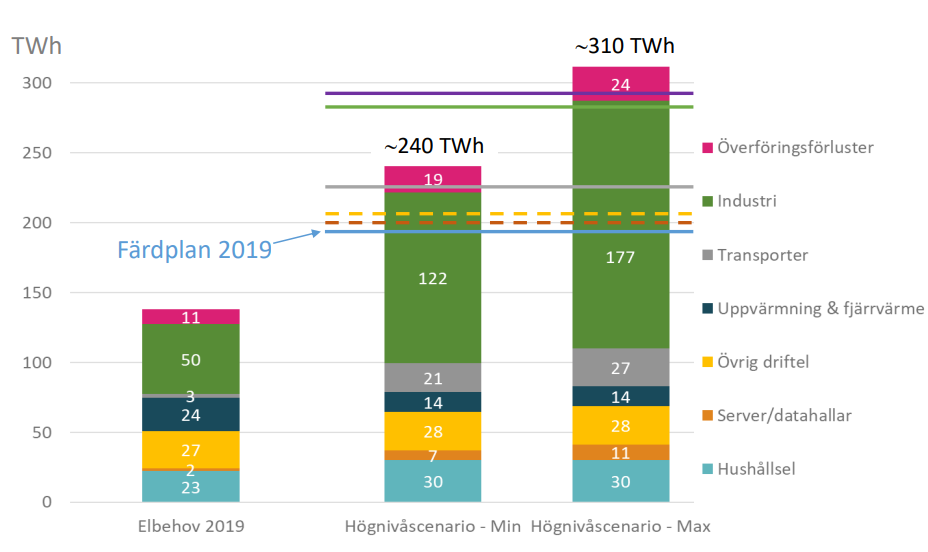 TWh
~310 TWh
300
24
250
~240 TWh
Överföringsförluster
19
Industri
200
Färdplan 2019
177
Transporter
122
150
11
Uppvärmning & fjärrvärme
50
100
Övrig driftel
21
27
3
14
14
24
Server/datahallar
50
27
28
28
7
11
2
Hushållsel
23
30
30
0
Elbehov 2019
Högnivåscenario - Min
Högnivåscenario - Max